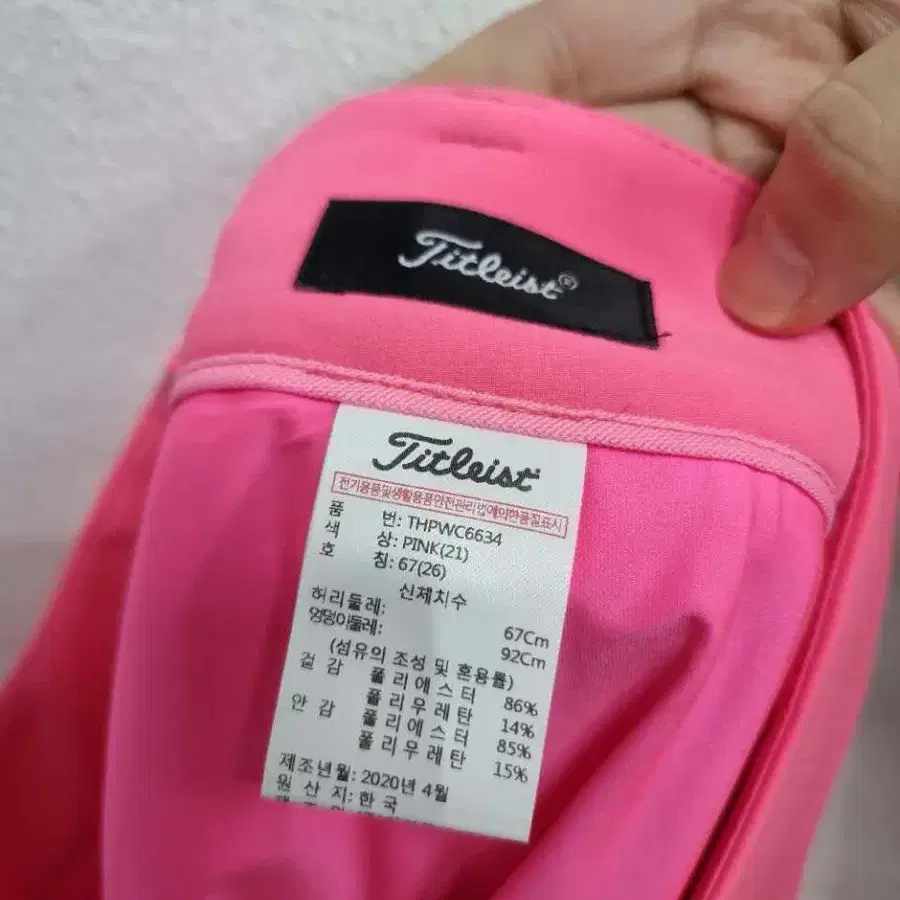 Titleist®
Titleist
전기용품및생활용품안전관리법에의한품질표시
품 번: THPWC6634
색 상: PINK(21)
호 칭: 67(26)
신체치수
허리둘레: 67Cm
엉덩이둘레: 92Cm
(섬유의 조성 및 혼용률)
겉 감 폴 리 에 스 터 86%
폴 리 우 레 탄 14%
안 감 폴 리 에 스 터 85%
폴 리 우 레 탄 15%
제조년월: 2020년 4월
원 산 지: 한 국